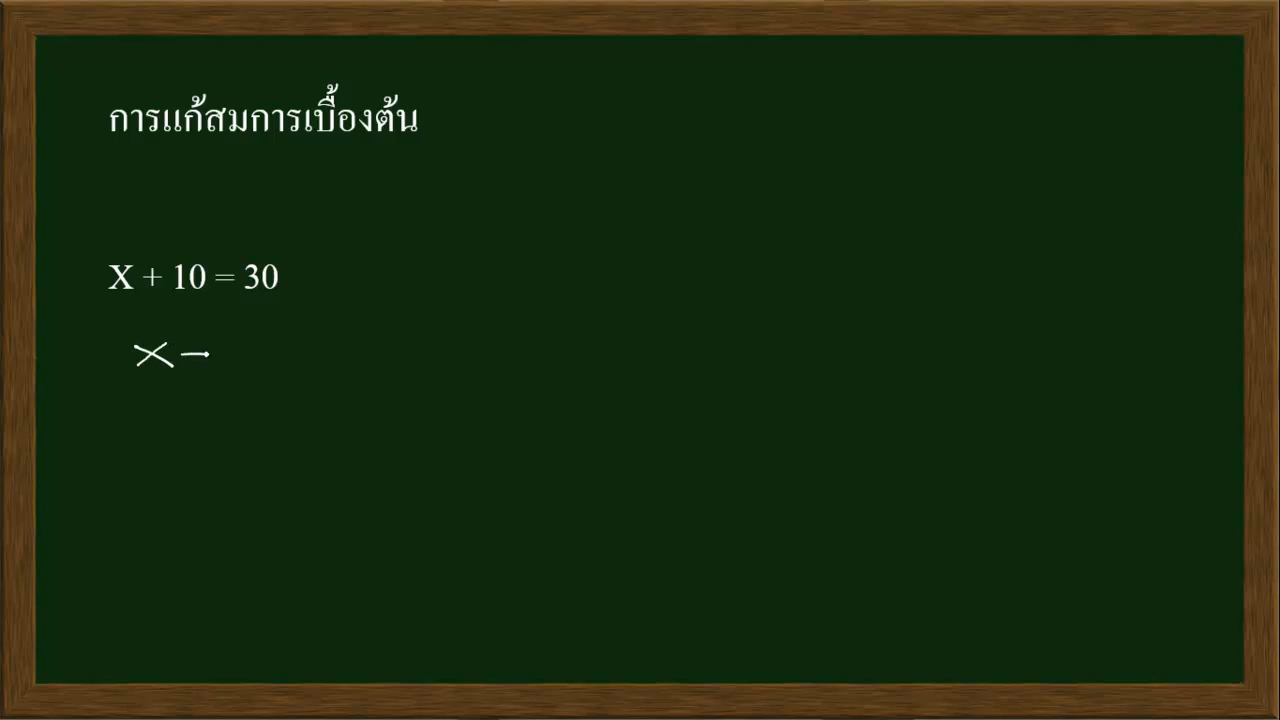 การแก้สมการเบื้องต้น
X + 10 = 30
X –